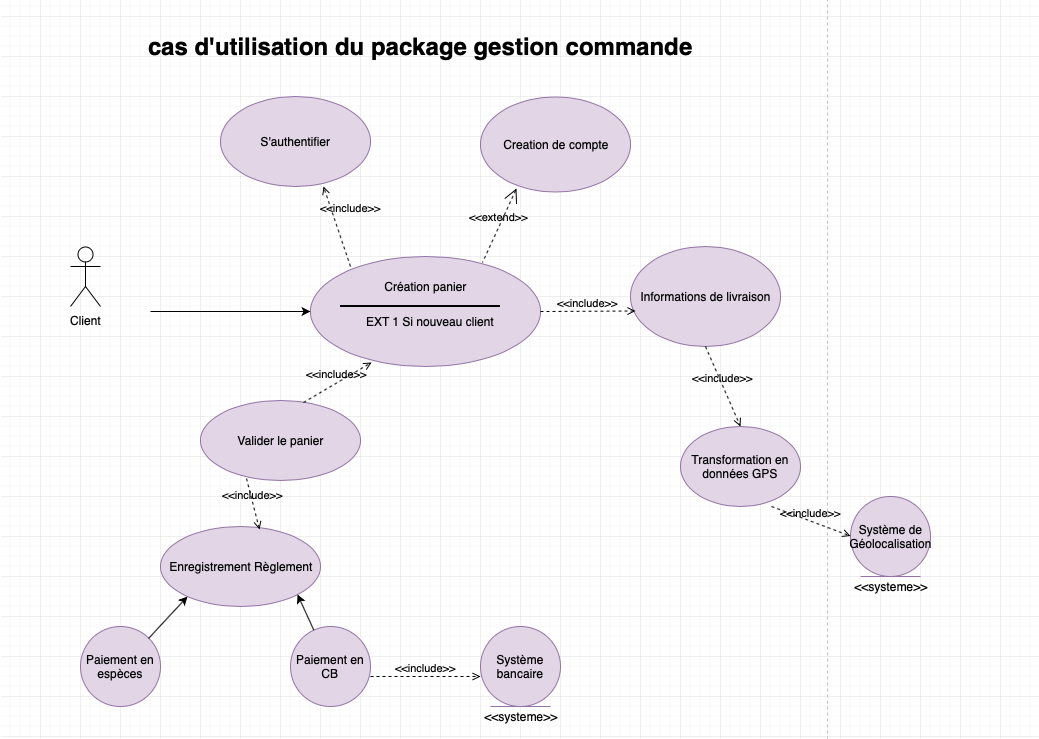 cas d'utilisation du package gestion commande
S'authentifier
Creation de compte
<<include>>
<<extend>>
Client
Création panier
EXT 1 Si nouveau client
<<include>>
Informations de livraison
<<include>>
<<include>>
Valider le panier
Transformation en
données GPS
<<include>>
<<include>>
Système de
Géolocalisation
<<systeme>>
Enregistrement Règlement
Paiement en
espèces
Paiement en
CB
<<include>>
Système
bancaire
<<systeme>>